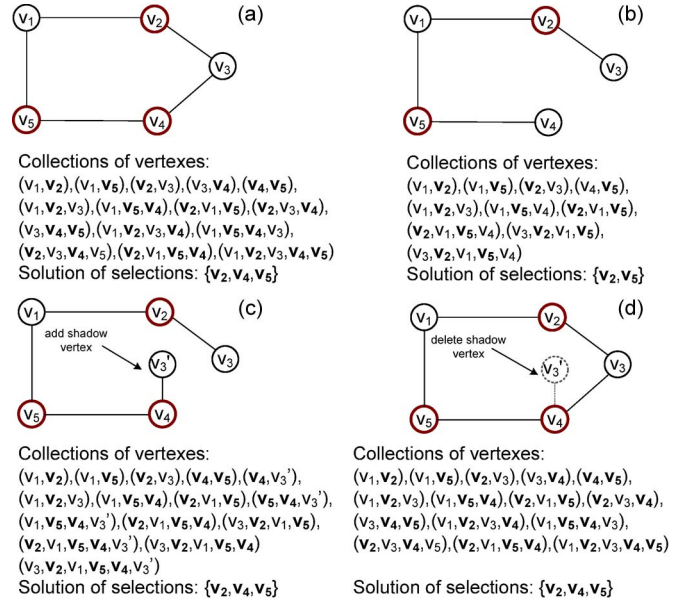 (a)
v₁ v₂
v₃
v₅ v₄
Collections of vertexes:
(v₁,v₂),(v₁,v₅),(v₂,v₃),(v₃,v₄),(v₄,v₅),
(v₁,v₂,v₃),(v₁,v₅,v₄),(v₂,v₁,v₅),(v₂,v₃,v₄),
(v₃,v₄,v₅),(v₁,v₂,v₃,v₄),(v₁,v₅,v₄,v₃),
(v₂,v₃,v₄,v₅),(v₂,v₁,v₅,v₄),(v₁,v₂,v₃,v₄,v₅)
Solution of selections: {v₂,v₄,v₅}
(b)
v₁ v₂
v₃
v₅ v₄
Collections of vertexes:
(v₁,v₂),(v₁,v₅),(v₂,v₃),(v₄,v₅),
(v₁,v₂,v₃),(v₁,v₅,v₄),(v₂,v₁,v₅),
(v₂,v₁,v₅,v₄),(v₃,v₂,v₁,v₅),
(v₃,v₂,v₁,v₅,v₄)
Solution of selections: {v₂,v₅}
(c)
v₁ v₂
add shadow
vertex
v₃' v₃
v₅ v₄
Collections of vertexes:
(v₁,v₂),(v₁,v₅),(v₂,v₃),(v₄,v₅),(v₄,v₃'),
(v₁,v₂,v₃),(v₁,v₅,v₄),(v₂,v₁,v₅),(v₅,v₄,v₃'),
(v₁,v₅,v₄,v₃'),(v₂,v₁,v₅,v₄),(v₃,v₂,v₁,v₅),
(v₂,v₁,v₅,v₄,v₃'),(v₃,v₂,v₁,v₅,v₄)
(v₃,v₂,v₁,v₅,v₄,v₃')
Solution of selections: {v₂,v₄,v₅}
(d)
v₁ v₂
delete shadow
vertex
v₃' v₃
v₅ v₄
Collections of vertexes:
(v₁,v₂),(v₁,v₅),(v₂,v₃),(v₃,v₄),(v₄,v₅),
(v₁,v₂,v₃),(v₁,v₅,v₄),(v₂,v₁,v₅),(v₂,v₃,v₄),
(v₃,v₄,v₅),(v₁,v₂,v₃,v₄),(v₁,v₅,v₄,v₃),
(v₂,v₃,v₄,v₅),(v₂,v₁,v₅,v₄),(v₁,v₂,v₃,v₄,v₅)
Solution of selections: {v₂,v₄,v₅}